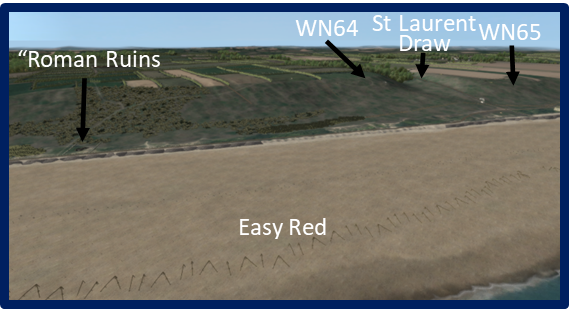 WN64
St Laurent
Draw
WN65
“Roman Ruins
Easy Red